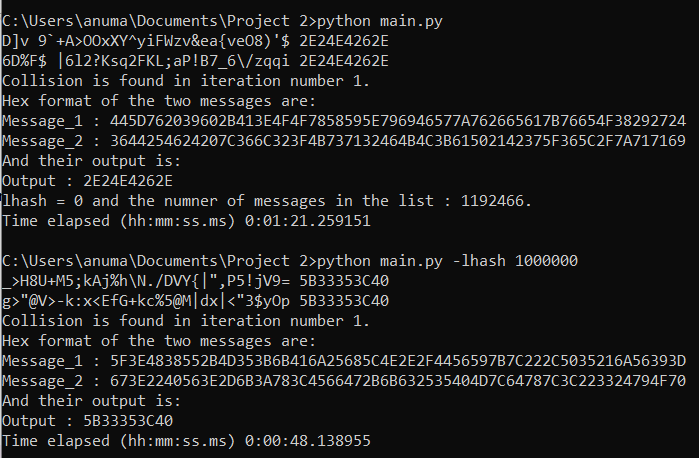 C:\Users\anuma\Documents\Project 2>python main.py
D]v 9`+A>OOxXY^yiFWzv&ea{veO8)'$ 2E24E4262E
6D%F$ |6l2?Ksq2FKL;aP!B7_6\/zqqi 2E24E4262E
Collision is found in iteration number 1.
Hex format of the two messages are:
Message_1 : 445D762039602B413E4F4F7858595E796946577A762665617B76654F38292724
Message_2 : 3644254624207C366C323F4B737132464B4C3B61502142375F365C2F7A717169
And their output is:
Output : 2E24E4262E
lhash = 0 and the numner of messages in the list : 1192466.
Time elapsed (hh:mm:ss.ms) 0:01:21.259151
C:\Users\anuma\Documents\Project 2>python main.py -lhash 1000000
_>H8U+M5;kAj%h\N./DVY{|",P5!jV9= 5B33353C40
g>"@V>-k:x<EfG+kc%5@M|dx|<"3$yOp 5B33353C40
Collision is found in iteration number 1.
Hex format of the two messages are:
Message_1 : 5F3E4838552B4D353B6B416A25685C4E2E2F4456597B7C222C5035216A56393D
Message_2 : 673E2240563E2D6B3A783C4566472B6B632535404D7C64787C3C223324794F70
And their output is:
Output : 5B33353C40
Time elapsed (hh:mm:ss.ms) 0:00:48.138955